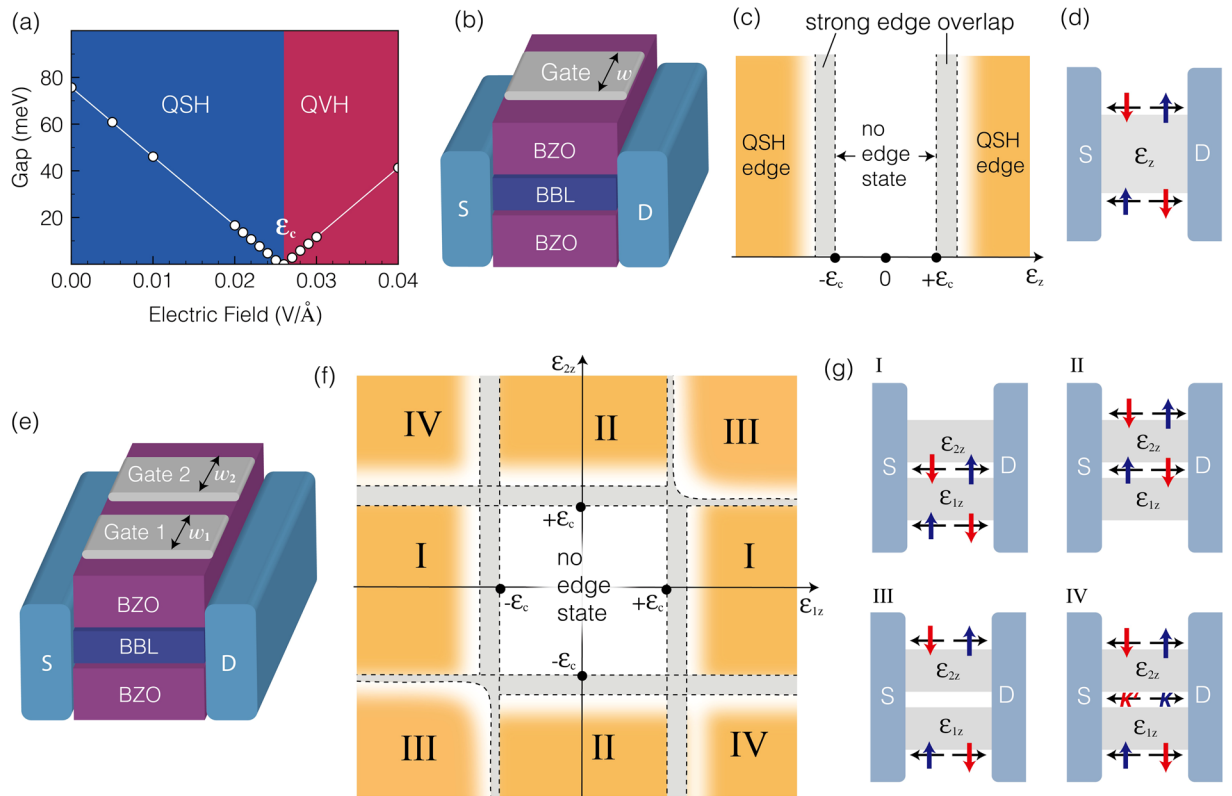 (a)
80
60
40
20
Gap (meV)
QSH
QVH
εc
0.00
0.01
0.02
0.03
0.04
Electric Field (V/Å)
(b)
Gate
w
BZO
BBL
BZO
S
D
(c)
strong edge overlap
QSH
edge
no
edge
state
QSH
edge
-εc
0
+εc
εz
(d)
S
D
εz
(e)
Gate 2
w2
Gate 1
w1
BZO
BBL
BZO
S
D
(f)
ε2z
IV
II
III
+εc
I
no
edge
state
I
-εc
+εc
ε1z
-εc
III
II
IV
(g)
I
S
D
ε2z
ε1z
II
S
D
ε2z
ε1z
III
S
D
ε2z
ε1z
IV
S
D
ε2z
K′
K
ε1z